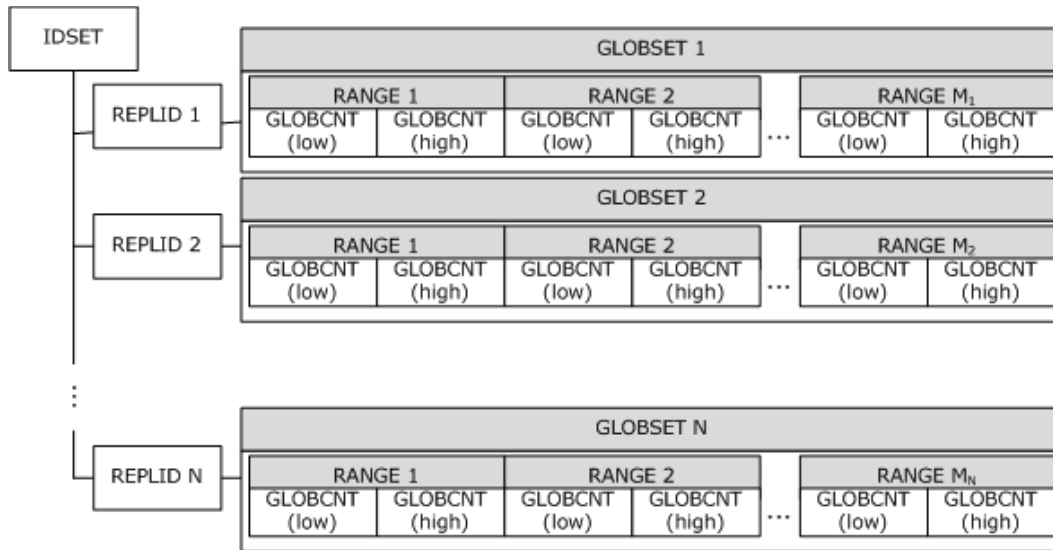 IDSET
GLOBSET 1
REPLID 1
RANGE 1 RANGE 2 RANGE M₁
GLOBCNT GLOBCNT GLOBCNT GLOBCNT GLOBCNT GLOBCNT
(low) (high) (low) (high) ... (low) (high)
GLOBSET 2
REPLID 2
RANGE 1 RANGE 2 RANGE M₂
GLOBCNT GLOBCNT GLOBCNT GLOBCNT GLOBCNT GLOBCNT
(low) (high) (low) (high) ... (low) (high)
...
GLOBSET N
REPLID N
RANGE 1 RANGE 2 RANGE Mɴ
GLOBCNT GLOBCNT GLOBCNT GLOBCNT GLOBCNT GLOBCNT
(low) (high) (low) (high) ... (low) (high)